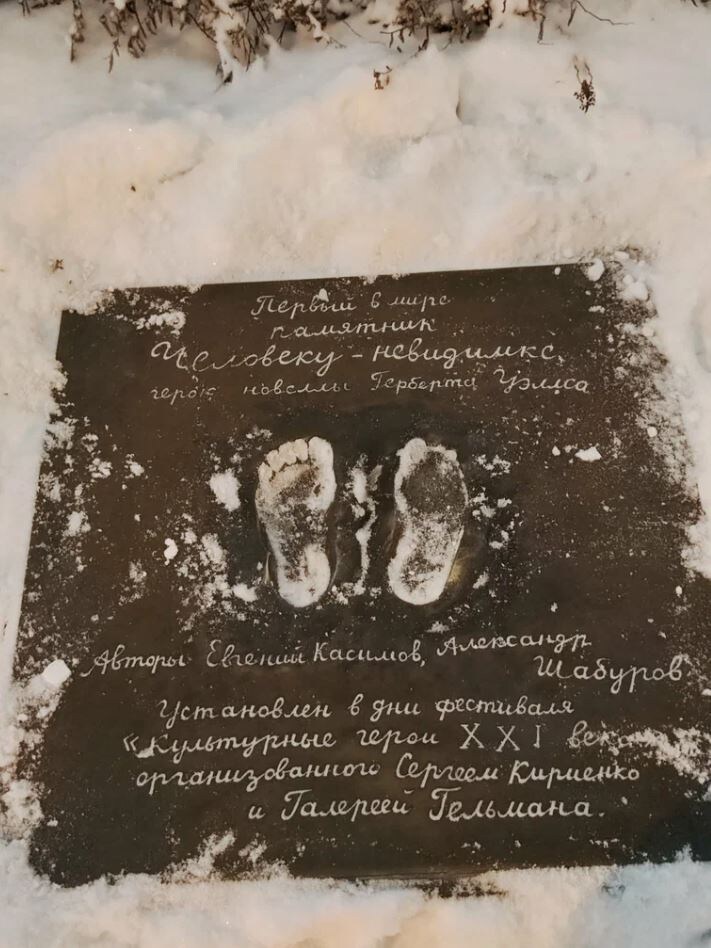 Первый в мире
памятник
Человеку - невидимке,
герою новеллы Герберта Уэллса
Авторы Евгений Касимов, Александр
Шабуров
Установлен в дни фестиваля
«Культурные герои XXI века
организованного Сергеем Кириенко
и Галереей Гельмана.